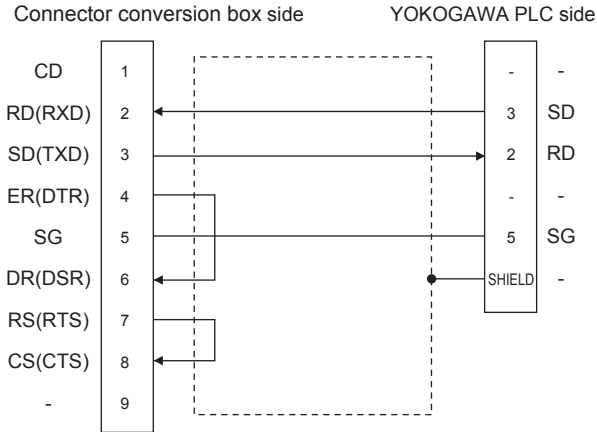 Connector conversion box side YOKOGAWA PLC side
CD 1 - -
RD(RXD) 2 3 SD
SD(TXD) 3 2 RD
ER(DTR) 4 - -
SG 5 5 SG
DR(DSR) 6 SHIELD -
RS(RTS) 7
CS(CTS) 8
- 9